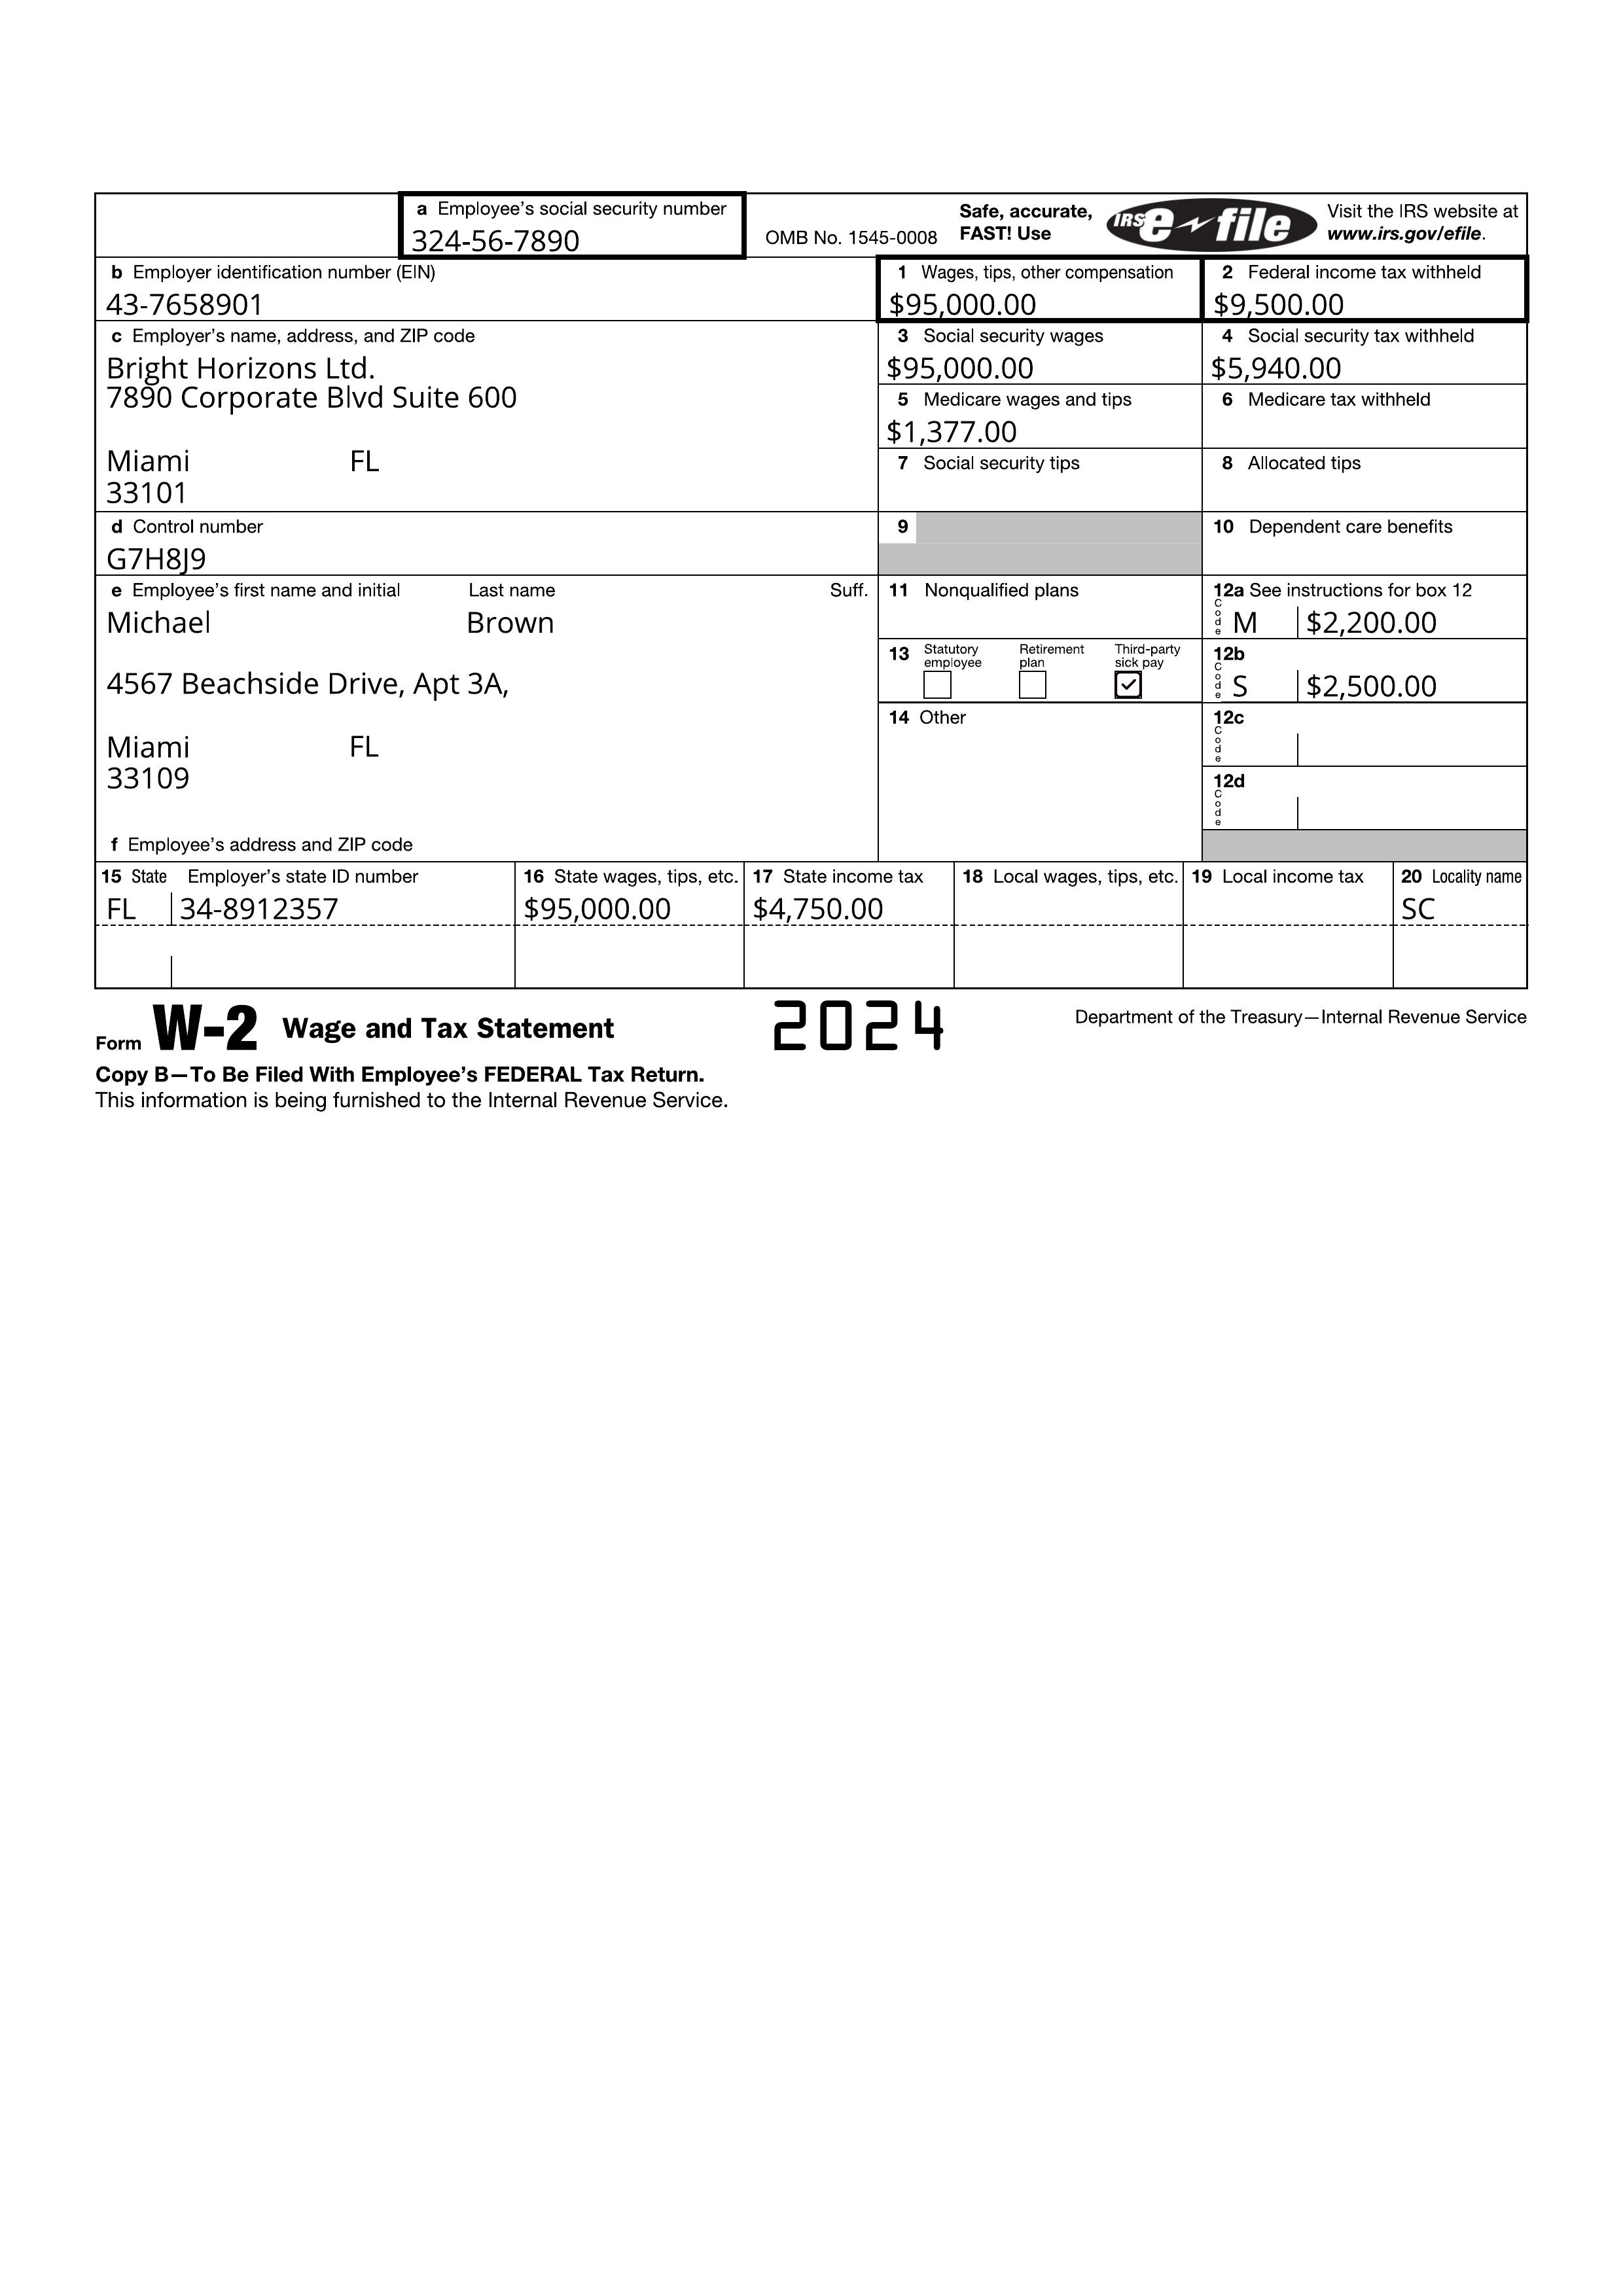 a Employee's social security number
324-56-7890
OMB No. 1545-0008
Safe, accurate,
FAST! Use
IRS e-file
Visit the IRS website at
www.irs.gov/efile.
b Employer identification number (EIN)
43-7658901
1 Wages, tips, other compensation
$95,000.00
2 Federal income tax withheld
$9,500.00
c Employer's name, address, and ZIP code
Bright Horizons Ltd.
7890 Corporate Blvd Suite 600
Miami FL
33101
3 Social security wages
$95,000.00
4 Social security tax withheld
$5,940.00
5 Medicare wages and tips
$1,377.00
6 Medicare tax withheld
7 Social security tips
8 Allocated tips
d Control number
G7H8J9
9
10 Dependent care benefits
e Employee's first name and initial Last name Suff.
Michael Brown
4567 Beachside Drive, Apt 3A,
Miami FL
33109
f Employee's address and ZIP code
11 Nonqualified plans
12a See instructions for box 12
Code M $2,200.00
13 Statutory employee Retirement plan Third-party sick pay
12b
Code S $2,500.00
14 Other
12c
Code
12d
Code
15 State Employer's state ID number 16 State wages, tips, etc. 17 State income tax 18 Local wages, tips, etc. 19 Local income tax 20 Locality name
FL 34-8912357 $95,000.00 $4,750.00 SC
Form W-2 Wage and Tax Statement 2024 Department of the Treasury—Internal Revenue Service
Copy B—To Be Filed With Employee's FEDERAL Tax Return.
This information is being furnished to the Internal Revenue Service.